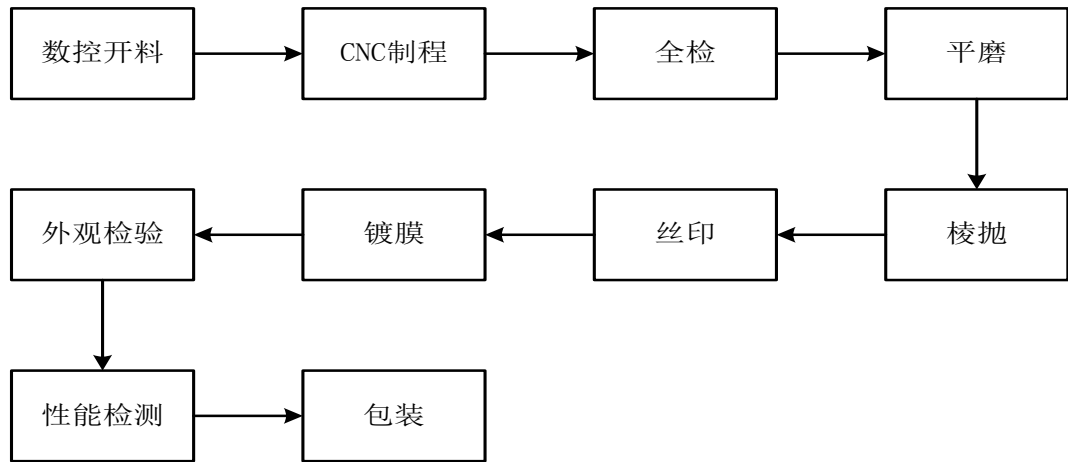 数控开料
CNC制程
全检
平磨
棱抛
丝印
镀膜
外观检验
性能检测
包装